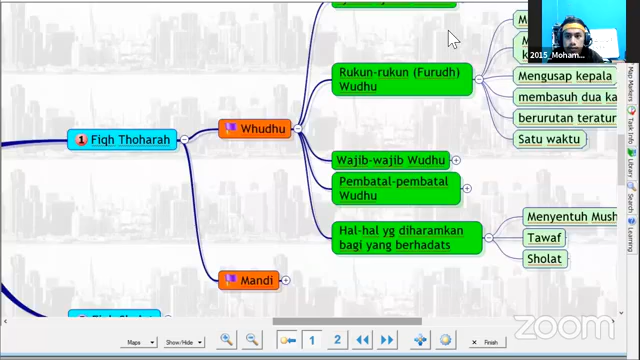 2015_Moham...
Rukun-rukun (Furudh)
Wudhu
Mengusap kepala
membasuh dua ka
berurutan teratur
Satu waktu
1 Fiqh Thoharah
Whudhu
Wajib-wajib Wudhu
Pembatal-pembatal
Wudhu
Hal-hal yg diharamkan
bagi yang berhadats
Menyentuh Mush
Tawaf
Sholat
Mandi
Map Markers
Task Info
Library
Search
Learning
zoom
Maps
Show/Hide
1
2
Finish